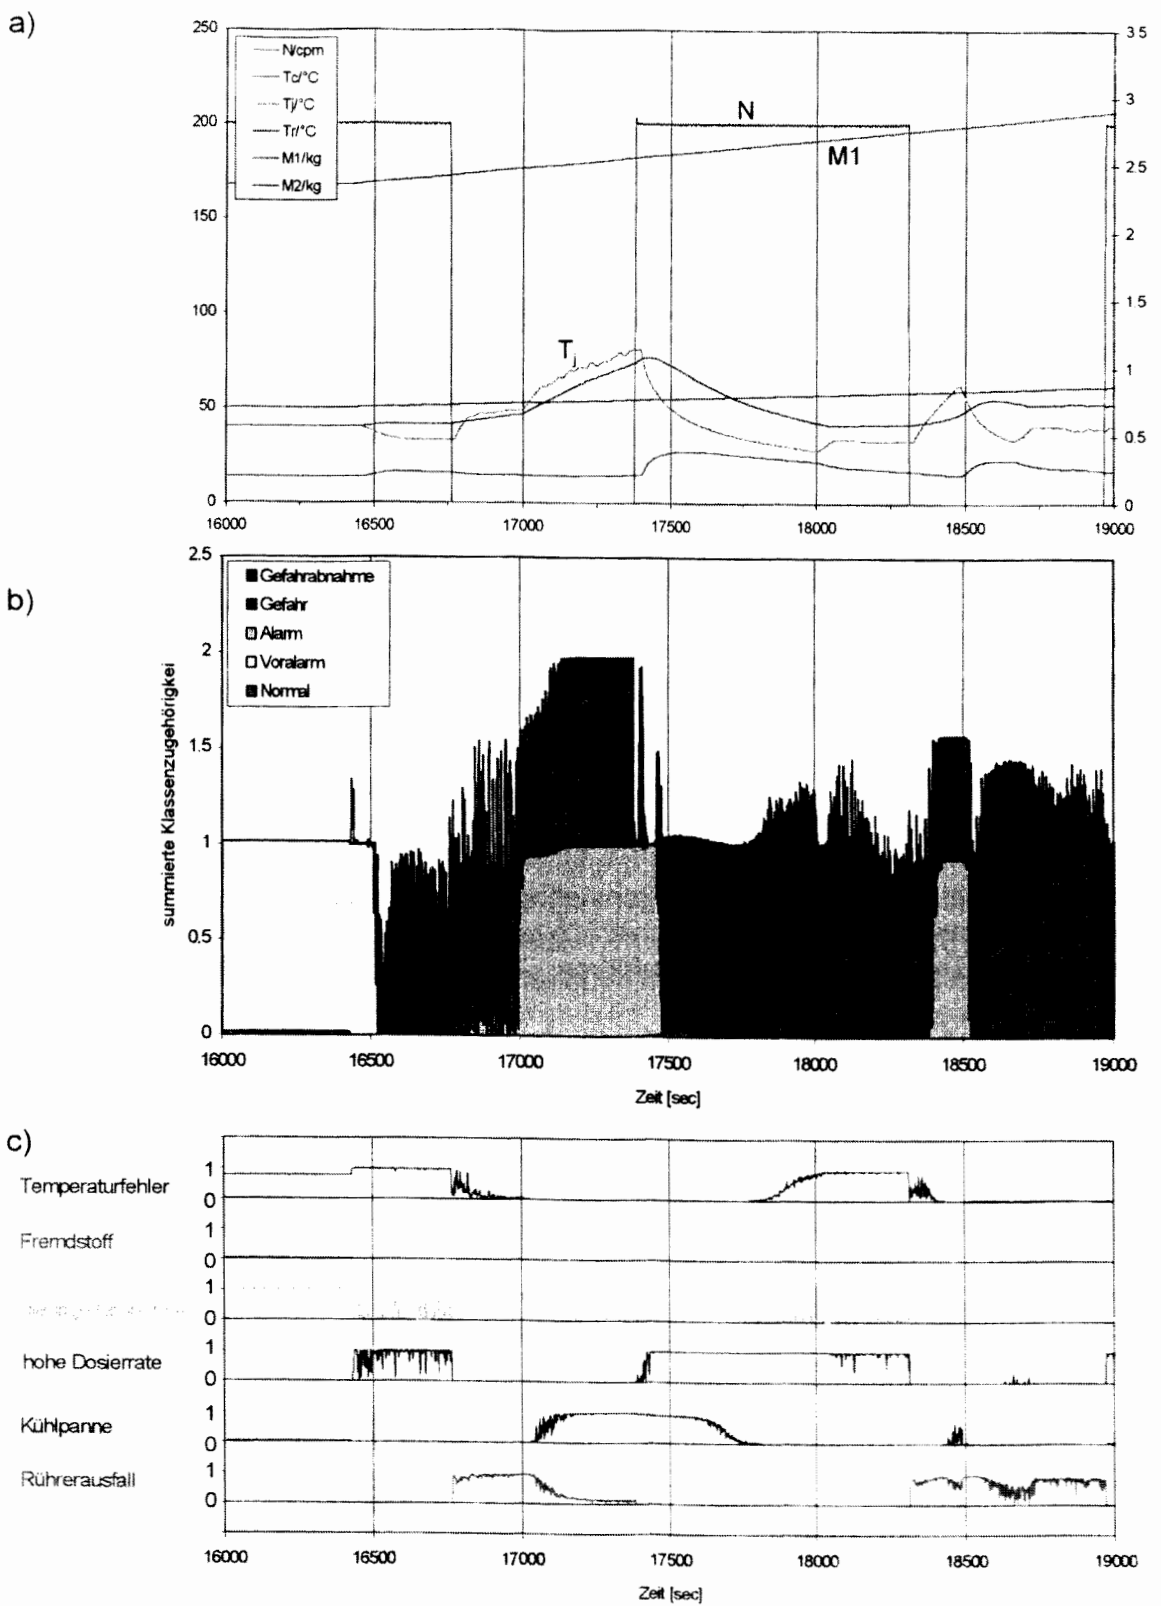 a)
250
200
150
100
50
0
N/cpm
Tc/°C
Tj/°C
Tr/°C
M1/kg
M2/kg
N
M1
Tj
3 5
3
2.5
2
1 5
1
0.5
0
16000 16500 17000 17500 18000 18500 19000
b)
summierte Klassenzugehörigkei
2.5
2
1.5
1
0.5
0
Gefahrabnahme
Gefahr
Alarm
Voralarm
Normal
16000 16500 17000 17500 18000 18500 19000
Zeit [sec]
c)
Temperaturfehler
1
0
Fremdstoff
1
0
1
0
hohe Dosierrate
1
0
Kühlpanne
1
0
Rührerausfall
1
0
16000 16500 17000 17500 18000 18500 19000
Zeit [sec]